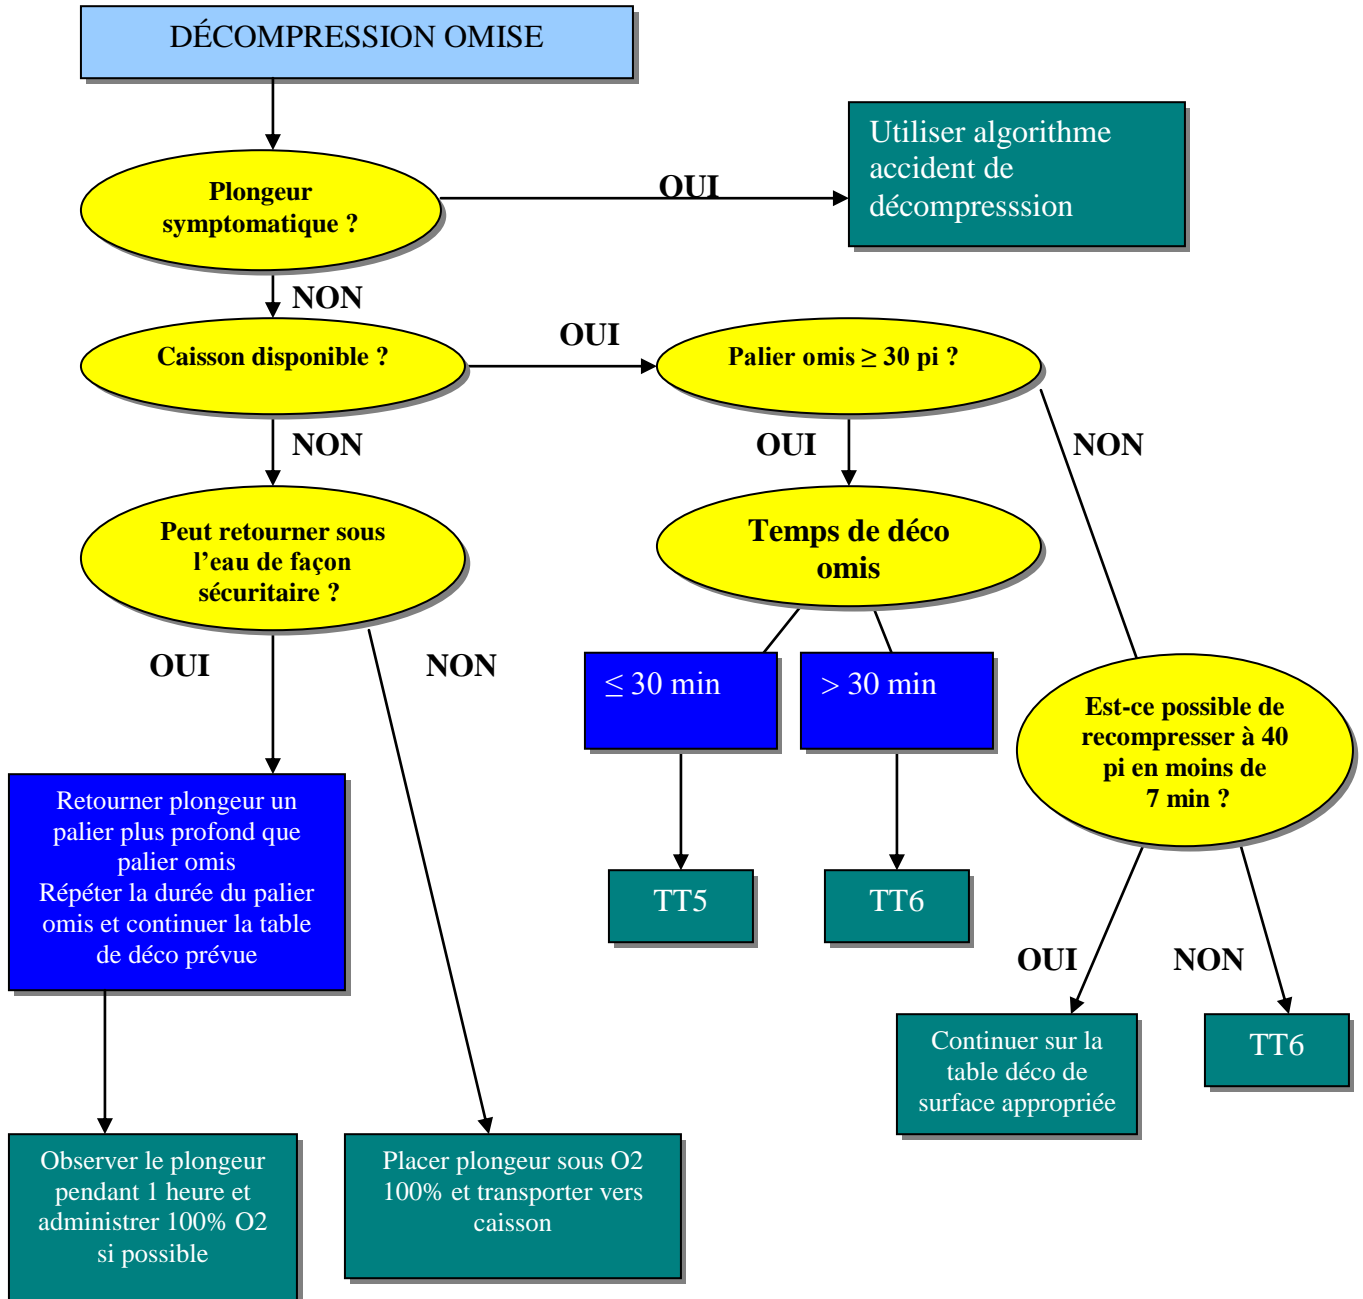 DÉCOMPRESSION OMISE
Utiliser algorithme
accident de
décompresssion
Plongeur
symptomatique ?
OUI
NON
Caisson disponible ?
OUI
Palier omis ≥ 30 pi ?
NON
OUI
NON
Peut retourner sous
l'eau de façon
sécuritaire ?
Temps de déco
omis
OUI
NON
≤ 30 min
> 30 min
Est-ce possible de
recompresser à 40
pi en moins de
7 min ?
Retourner plongeur un
palier plus profond que
palier omis
Répéter la durée du palier
omis et continuer la table
de déco prévue
TT5
TT6
OUI
NON
Continuer sur la
table déco de
surface appropriée
TT6
Observer le plongeur
pendant 1 heure et
administrer 100% O2
si possible
Placer plongeur sous O2
100% et transporter vers
caisson